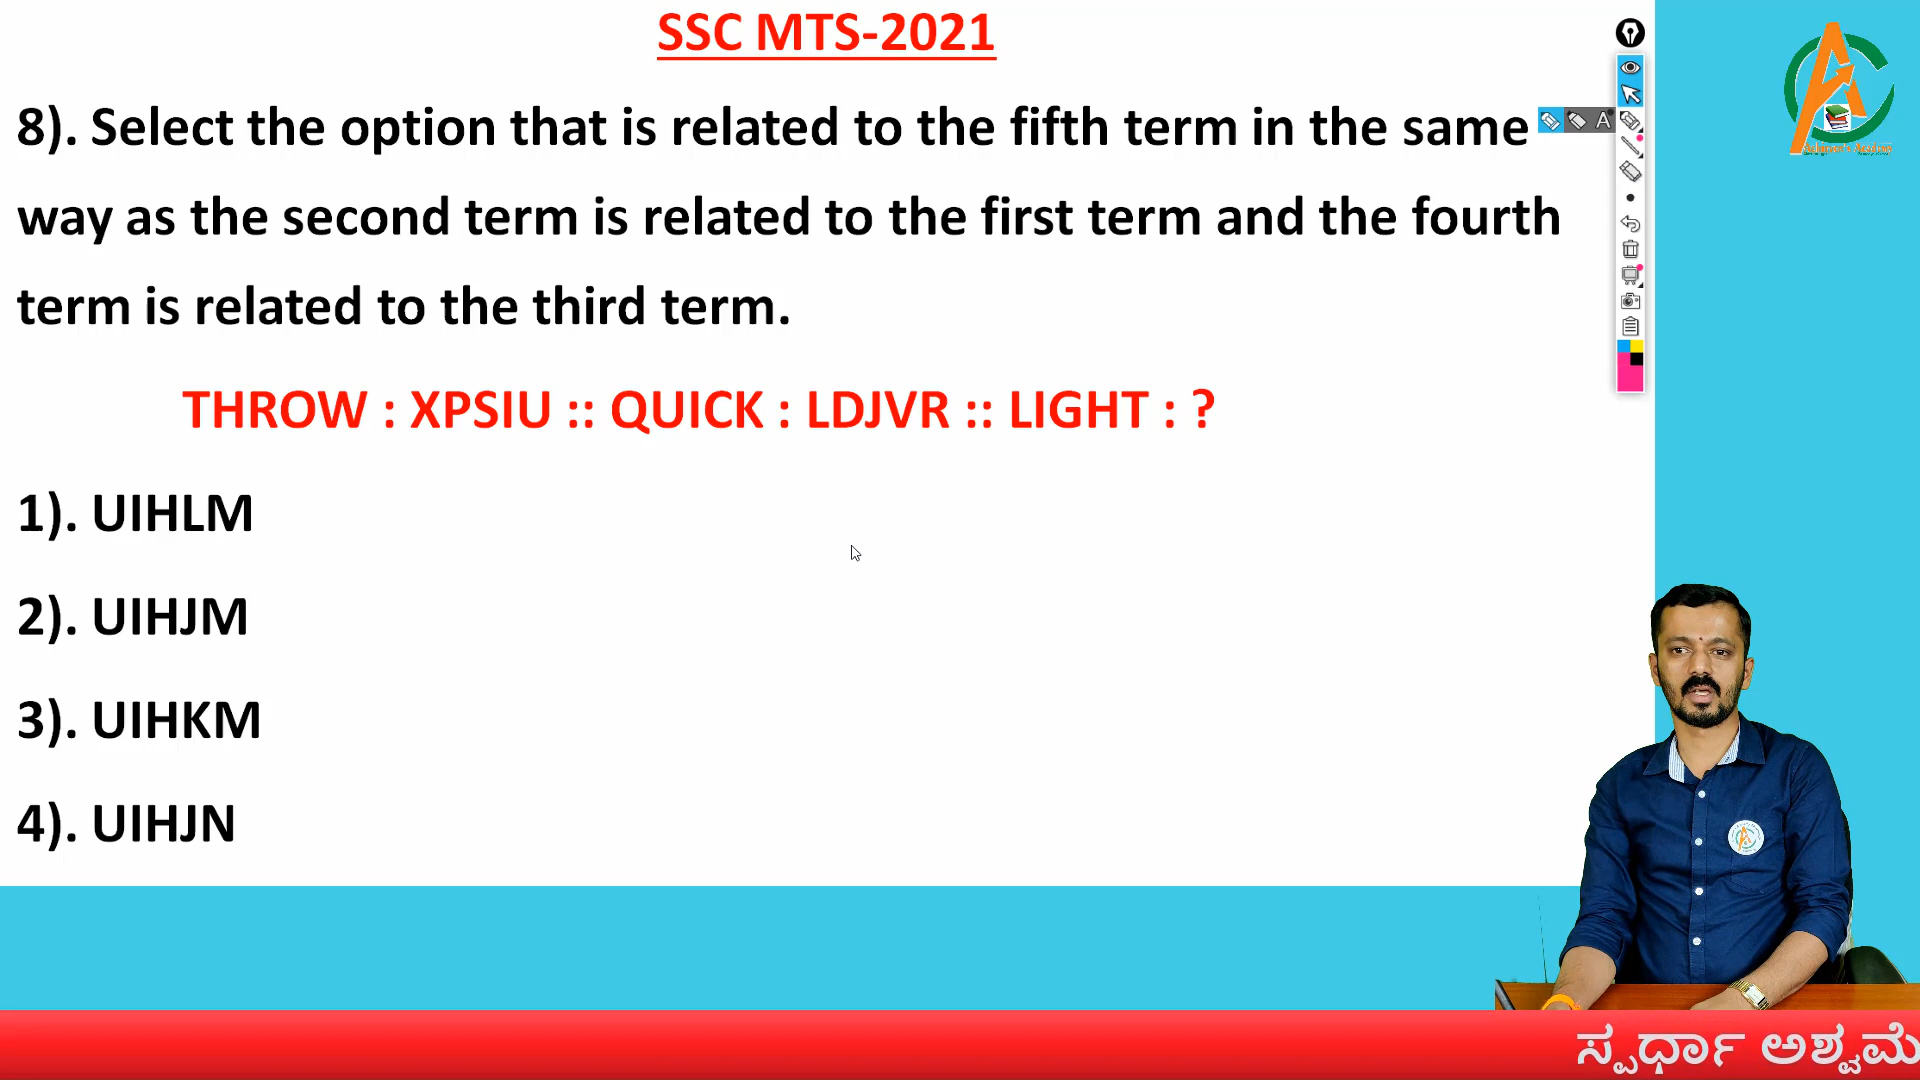 SSC MTS-2021
8). Select the option that is related to the fifth term in the same
way as the second term is related to the first term and the fourth
term is related to the third term.
THROW : XPSIU :: QUICK : LDJVR :: LIGHT : ?
1). UIHLM
2). UIHJM
3). UIHKM
4). UIHJN
A
ಸ್ಪರ್ಧಾ ಅಶ್ವಮೆ